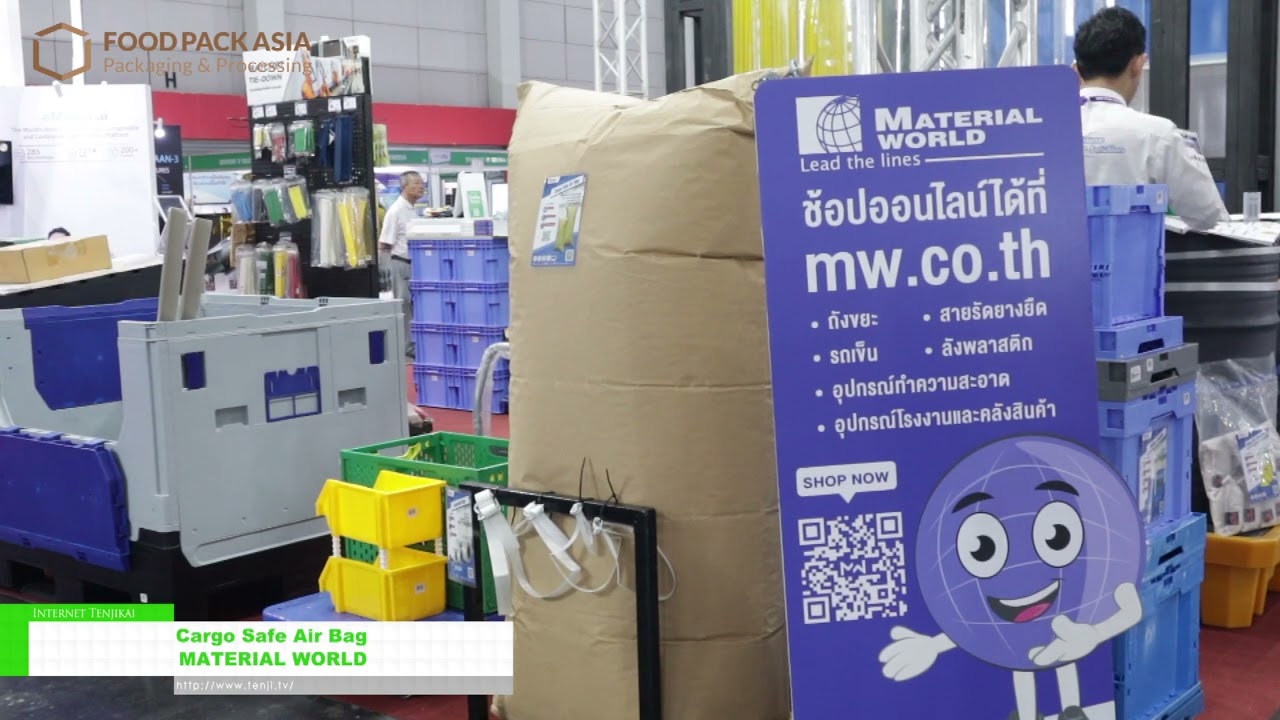 FOOD PACK ASIA
Packaging & Processing
TIE-DOWN
H
MATERIAL
WORLD
Lead the lines
ช้อปออนไลน์ได้ที่
mw.co.th
• ถังขยะ
• สายรัดยางยืด
• รถเข็น
• ลังพลาสติก
• อุปกรณ์ทำความสะอาด
• อุปกรณ์โรงงานและคลังสินค้า
SHOP NOW
INTERNET TENJIKAI
Cargo Safe Air Bag
MATERIAL WORLD
http://www.tenji.tv/